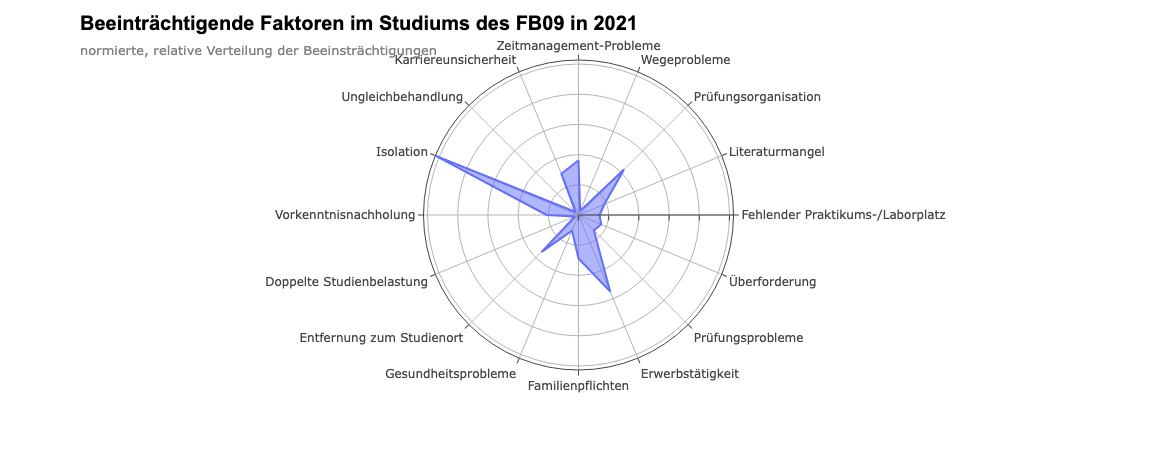 Beeinträchtigende Faktoren im Studiums des FB09 in 2021
normierte, relative Verteilung der Beeinsträchtigungen
Zeitmanagement-Probleme
Karriereunsicherheit
Wegeprobleme
Ungleichbehandlung
Prüfungsorganisation
Isolation
Literaturmangel
Vorkenntnisnachholung
Fehlender Praktikums-/Laborplatz
Doppelte Studienbelastung
Überforderung
Entfernung zum Studienort
Prüfungsprobleme
Gesundheitsprobleme
Erwerbstätigkeit
Familienpflichten